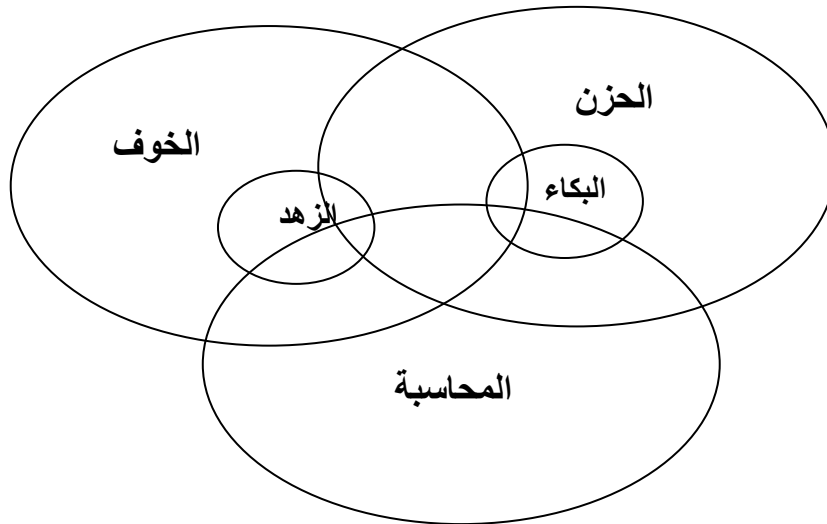 الحزن
الخوف
البكاء
الزهد
المحاسبة